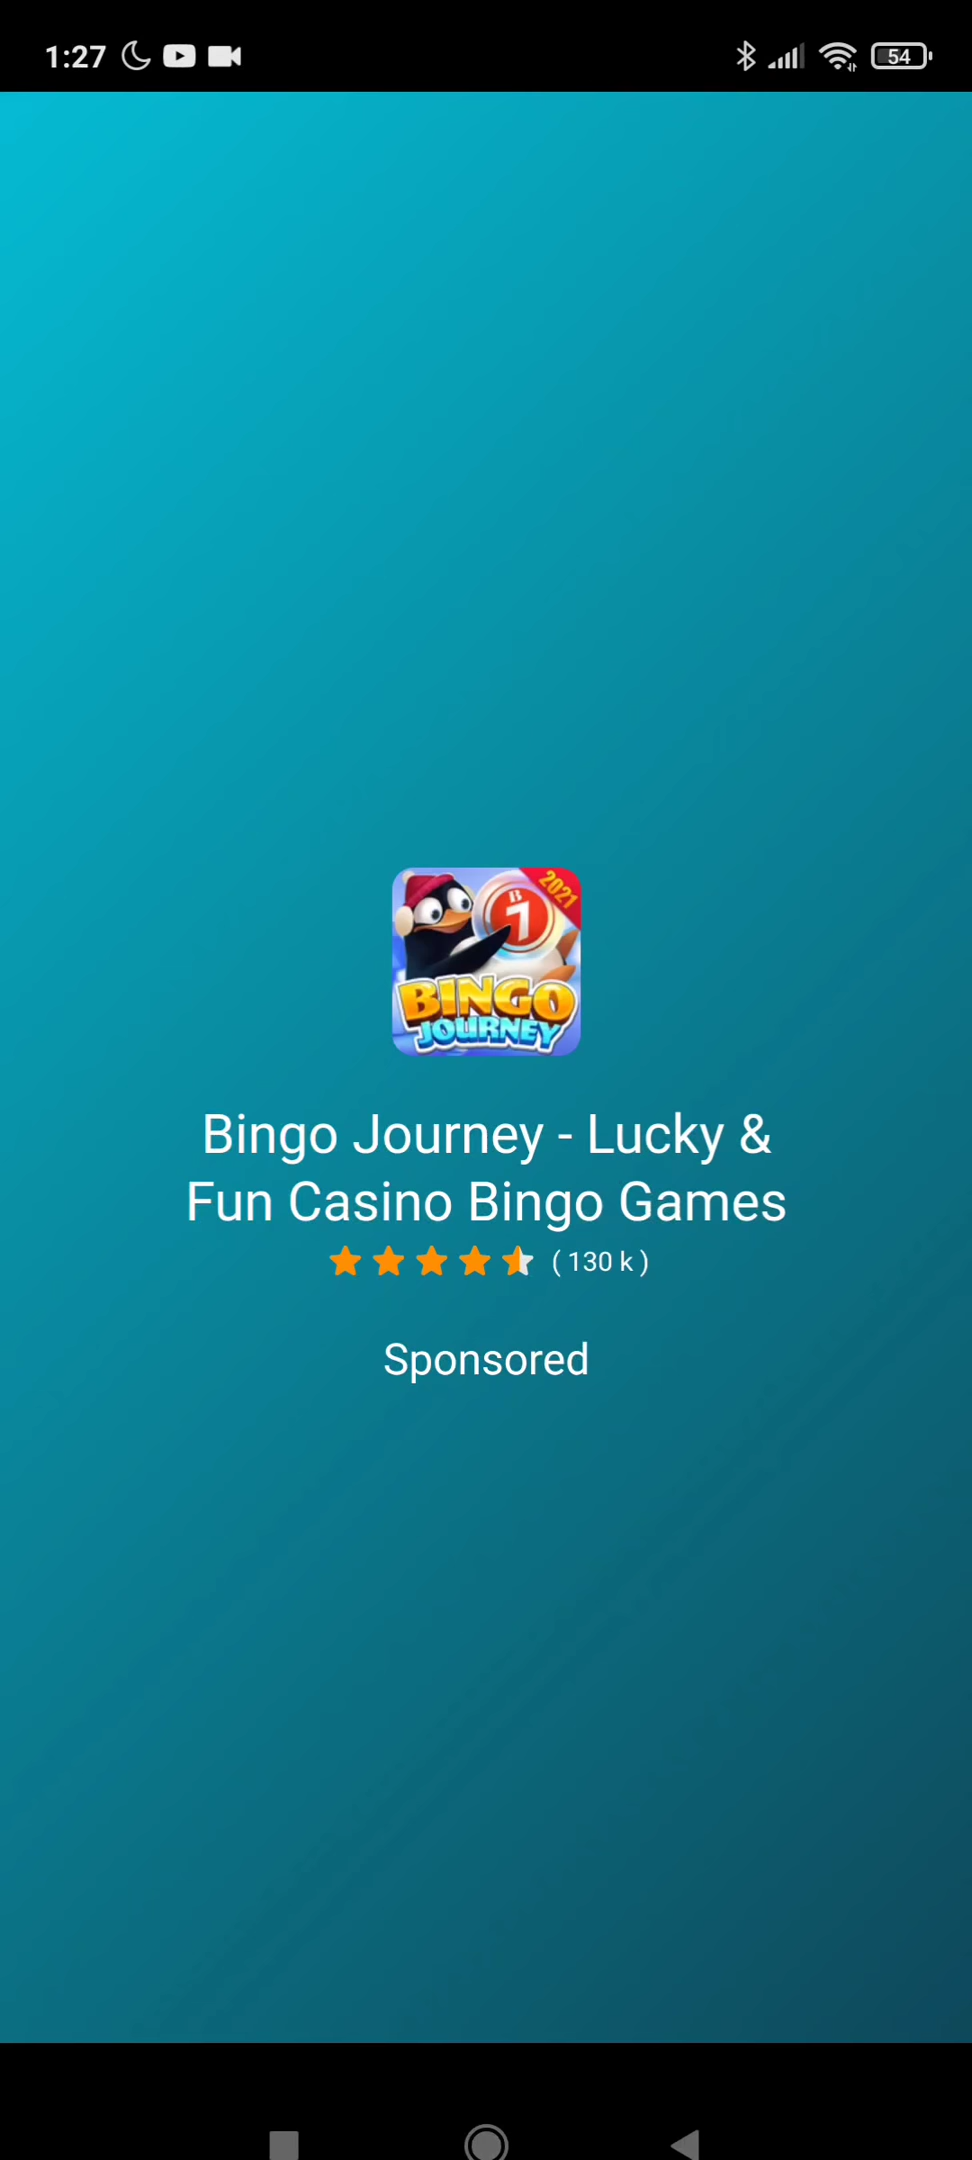 1:27
54
2021
B
7
BINGO
JOURNEY
Bingo Journey - Lucky &
Fun Casino Bingo Games
( 130 k )
Sponsored